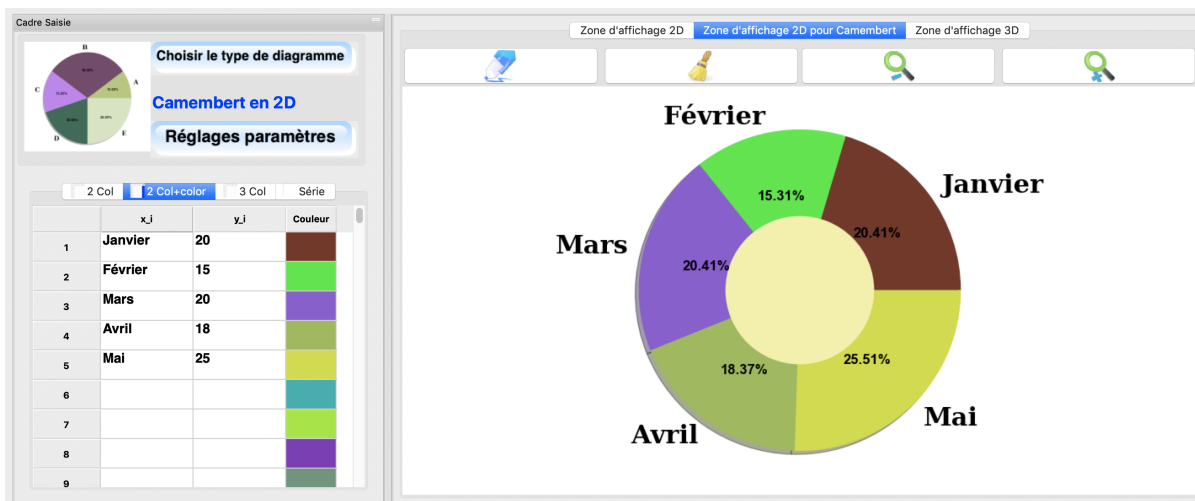 Cadre Saisie
B
A
C
D
E
Choisir le type de diagramme
Camembert en 2D
Réglages paramètres
2 Col 2 Col+color 3 Col Série
x_i y_i Couleur
1 Janvier 20
2 Février 15
3 Mars 20
4 Avril 18
5 Mai 25
6
7
8
9
Zone d'affichage 2D Zone d'affichage 2D pour Camembert Zone d'affichage 3D
Février
Janvier
15.31%
20.41%
Mars
20.41%
25.51%
18.37%
Mai
Avril